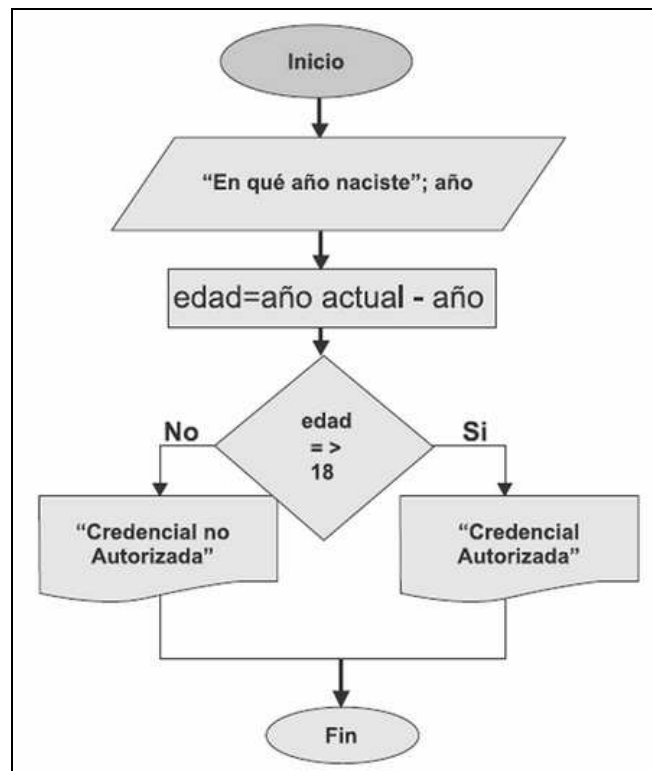 Inicio
“En qué año naciste”; año
edad=año actual - año
edad
= >
18
No
Si
“Credencial no
Autorizada”
“Credencial
Autorizada”
Fin